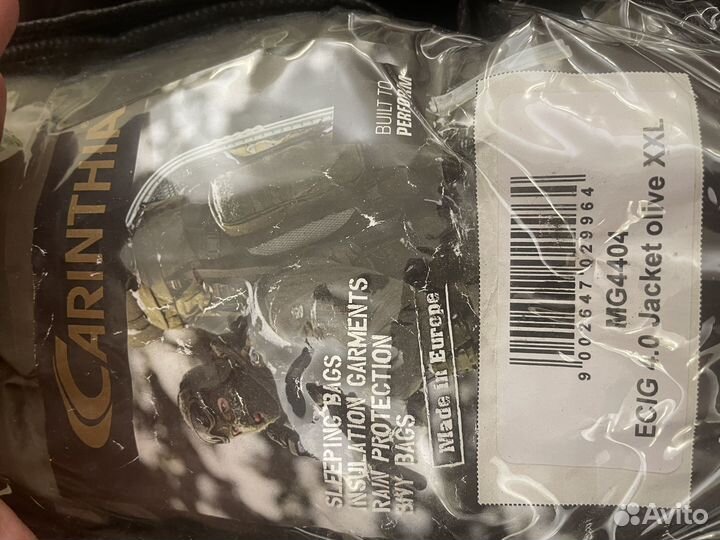 CARINTHIA
BUILT TO
PERFORM
SLEEPING BAGS
INSULATION GARMENTS
RAIN PROTECTION
BIVY BAGS
Made in Europe
9 002647 029964
MG4404
ECIG 4.0 Jacket olive XXL
Avito